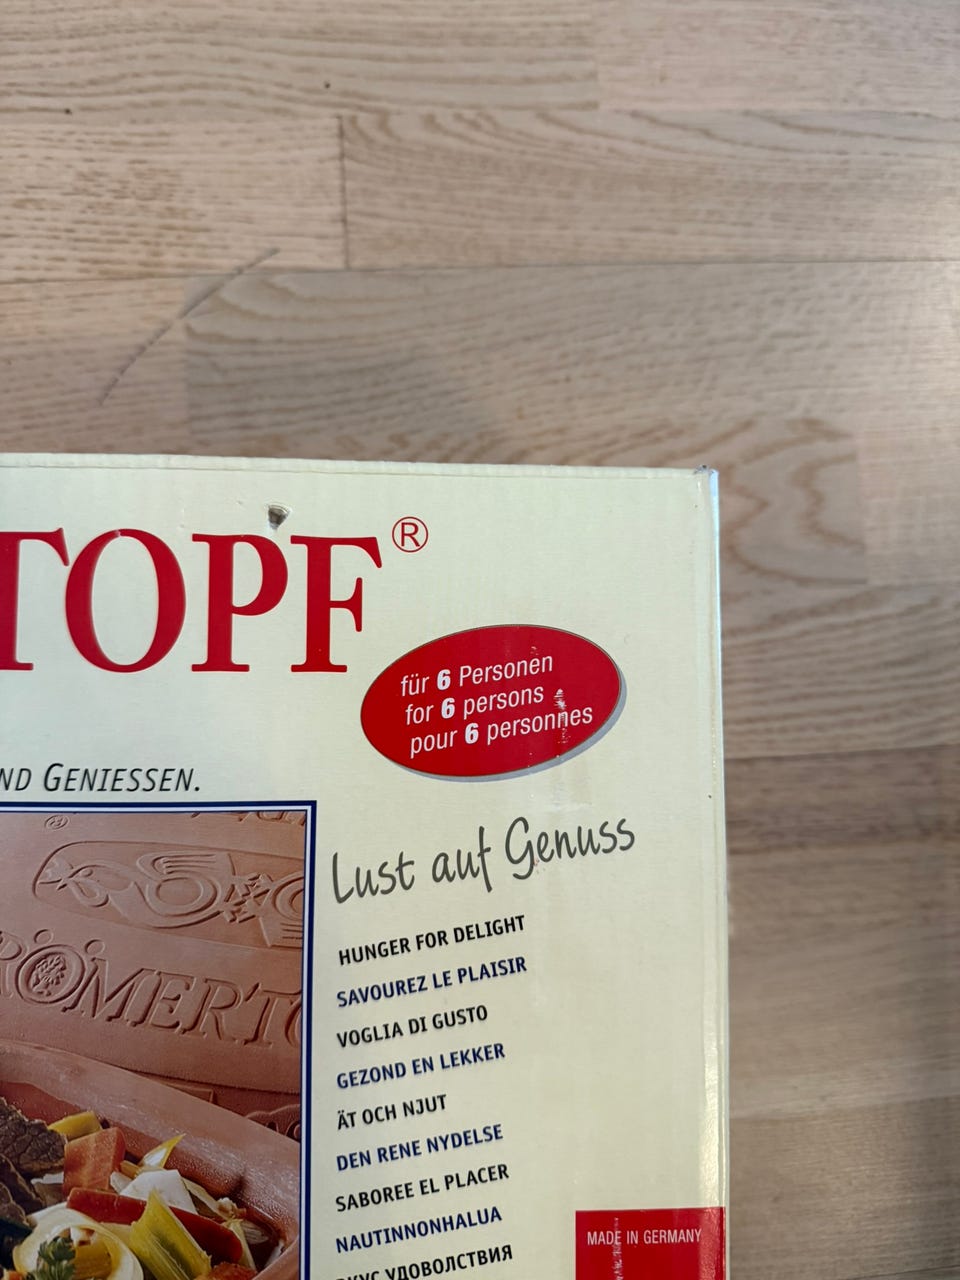 TOPF®
für 6 Personen
for 6 persons
pour 6 personnes
ND GENIESSEN.
Lust auf Genuss
RÖMERTO
HUNGER FOR DELIGHT
SAVOUREZ LE PLAISIR
VOGLIA DI GUSTO
GEZOND EN LEKKER
ÄT OCH NJUT
DEN RENE NYDELSE
SABOREE EL PLACER
NAUTINNONHALUA
ВКУС УДОВОЛСТВИЯ
MADE IN GERMANY